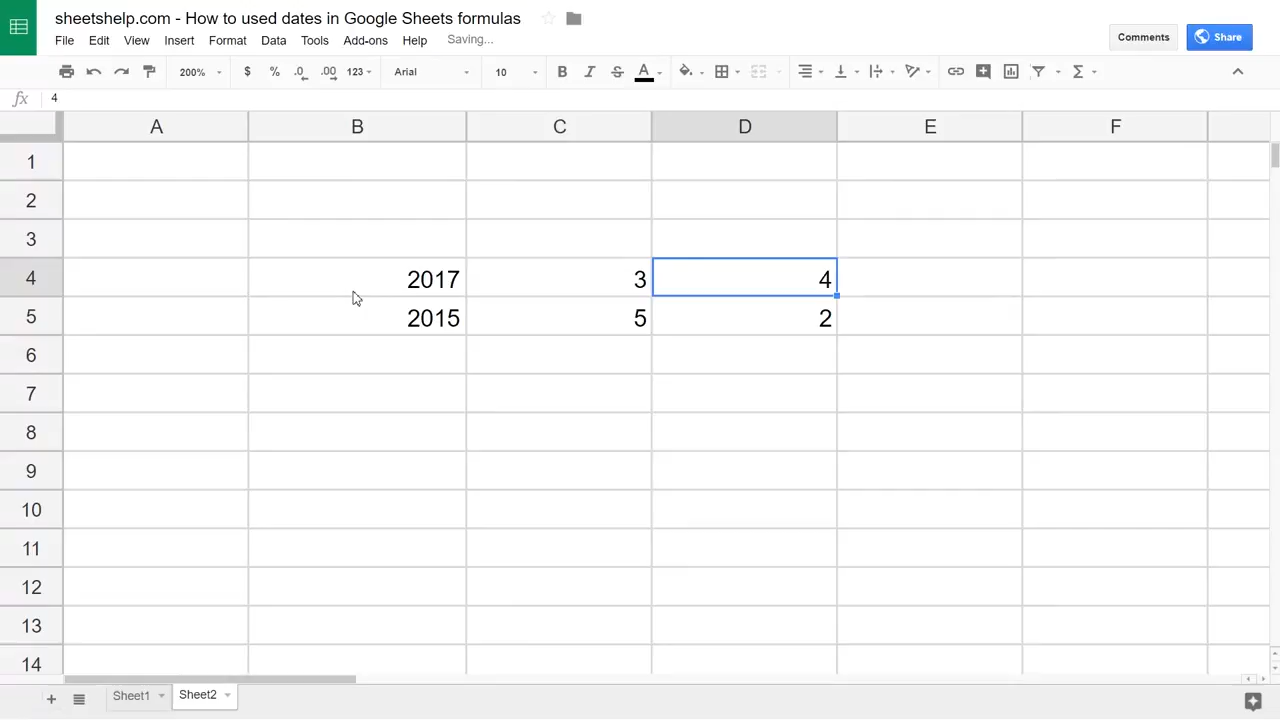 sheetshelp.com - How to used dates in Google Sheets formulas
File Edit View Insert Format Data Tools Add-ons Help Saving...
Comments Share
200% $ % .0 .00 123 Arial 10 B I S A Σ
fx 4
A B C D E F
1
2
3
4 2017 3 4
5 2015 5 2
6
7
8
9
10
11
12
13
14
+ Sheet1 Sheet2